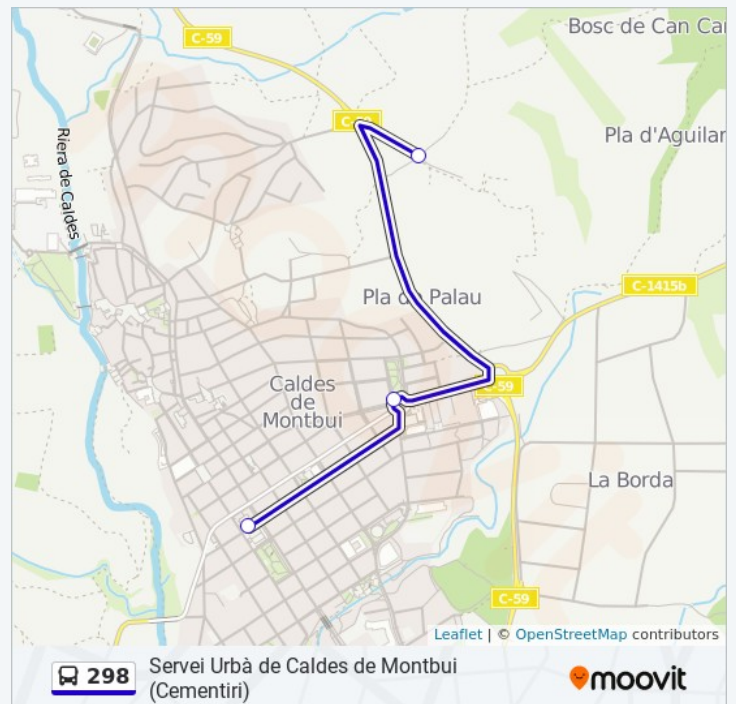 C-59
Bosc de Can Car
Riera de Caldes
Pla d'Aguilar
C-1415b
Pla de Palau
C-59
Caldes
de
Montbui
La Borda
C-59
Leaflet | © OpenStreetMap contributors
298
Servei Urbà de Caldes de Montbui
(Cementiri)
moovit